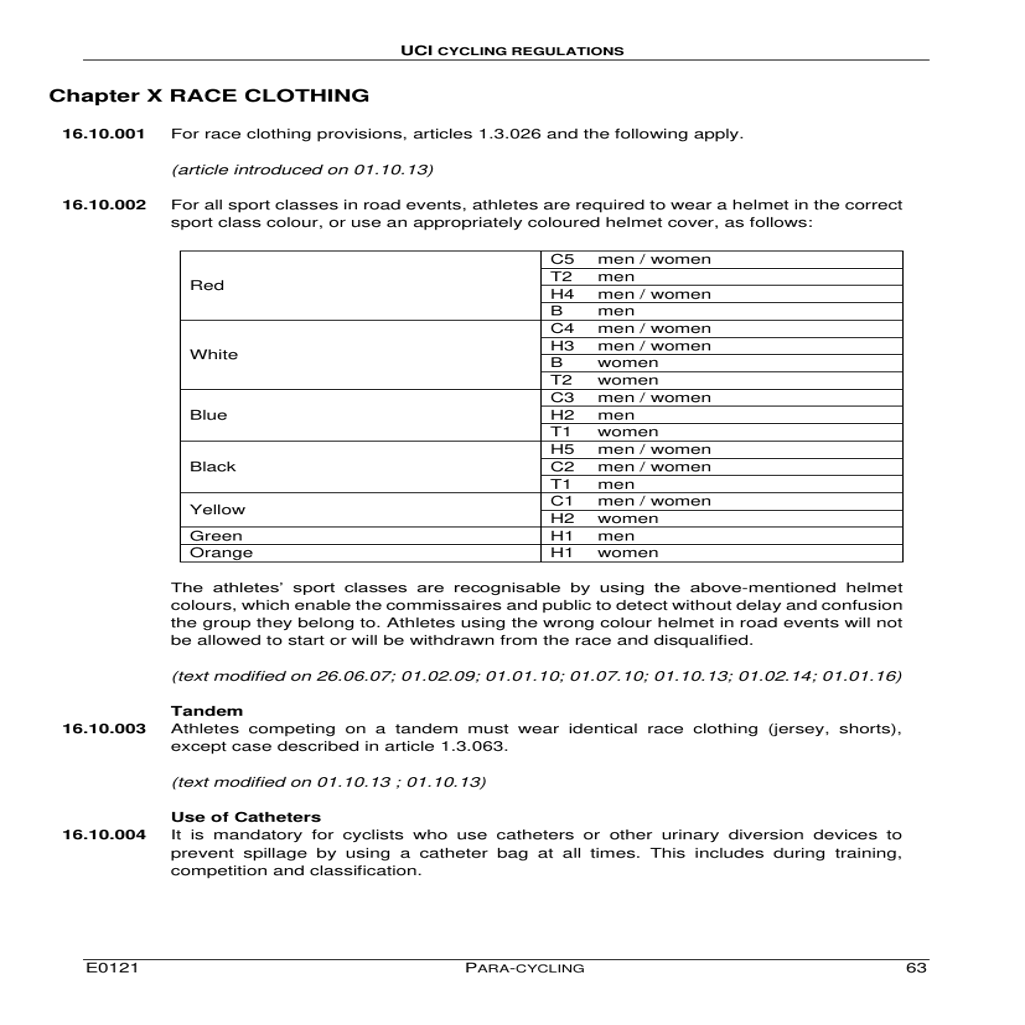 UCI CYCLING REGULATIONS
Chapter X RACE CLOTHING
16.10.001 For race clothing provisions, articles 1.3.026 and the following apply.
(article introduced on 01.10.13)
16.10.002 For all sport classes in road events, athletes are required to wear a helmet in the correct
sport class colour, or use an appropriately coloured helmet cover, as follows:
Red
C5 men / women
T2 men
H4 men / women
B men
White
C4 men / women
H3 men / women
B women
T2 women
Blue
C3 men / women
H2 men
T1 women
Black
H5 men / women
C2 men / women
T1 men
Yellow
C1 men / women
H2 women
Green H1 men
Orange H1 women
The athletes' sport classes are recognisable by using the above-mentioned helmet
colours, which enable the commissaires and public to detect without delay and confusion
the group they belong to. Athletes using the wrong colour helmet in road events will not
be allowed to start or will be withdrawn from the race and disqualified.
(text modified on 26.06.07; 01.02.09; 01.01.10; 01.07.10; 01.10.13; 01.02.14; 01.01.16)
Tandem
16.10.003 Athletes competing on a tandem must wear identical race clothing (jersey, shorts),
except case described in article 1.3.063.
(text modified on 01.10.13 ; 01.10.13)
Use of Catheters
16.10.004 It is mandatory for cyclists who use catheters or other urinary diversion devices to
prevent spillage by using a catheter bag at all times. This includes during training,
competition and classification.
E0121 PARA-CYCLING 63